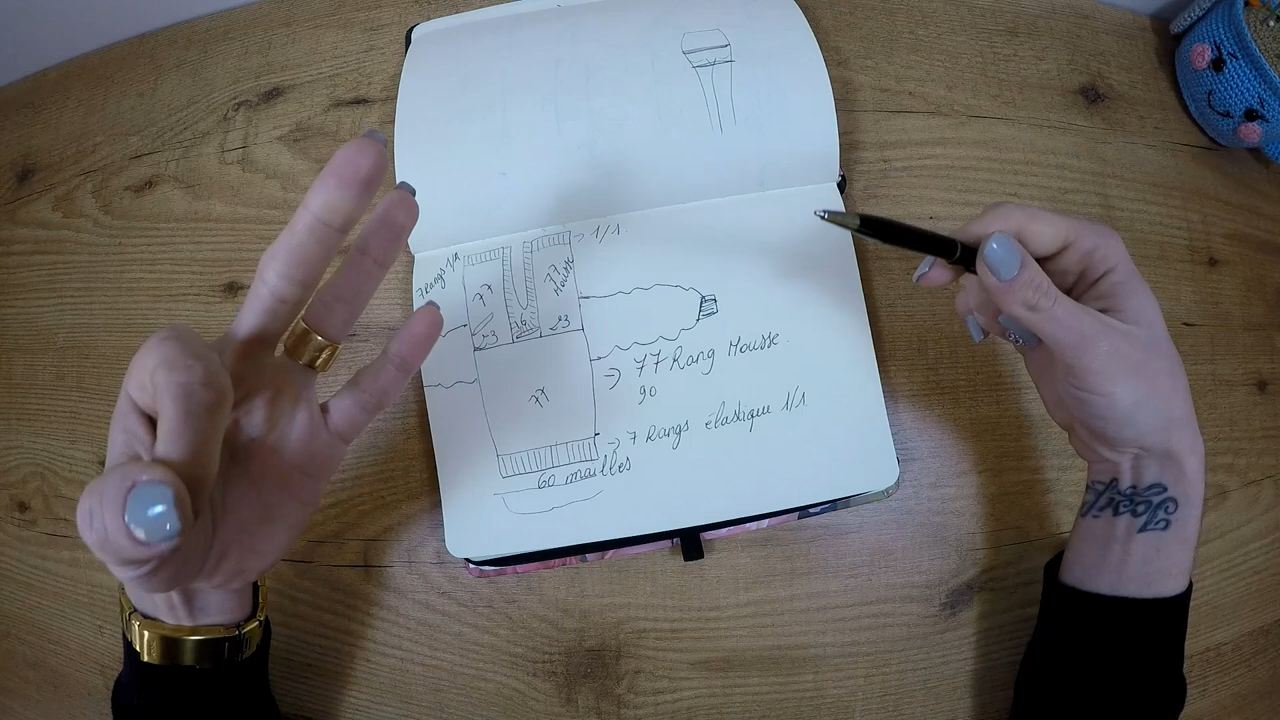 7 Rangs 1/1
1/1.
77
77
Mousse
23
23
77
77 Rang Mousse.
90
7 Rangs élastique 1/1
60 mailles
Josif